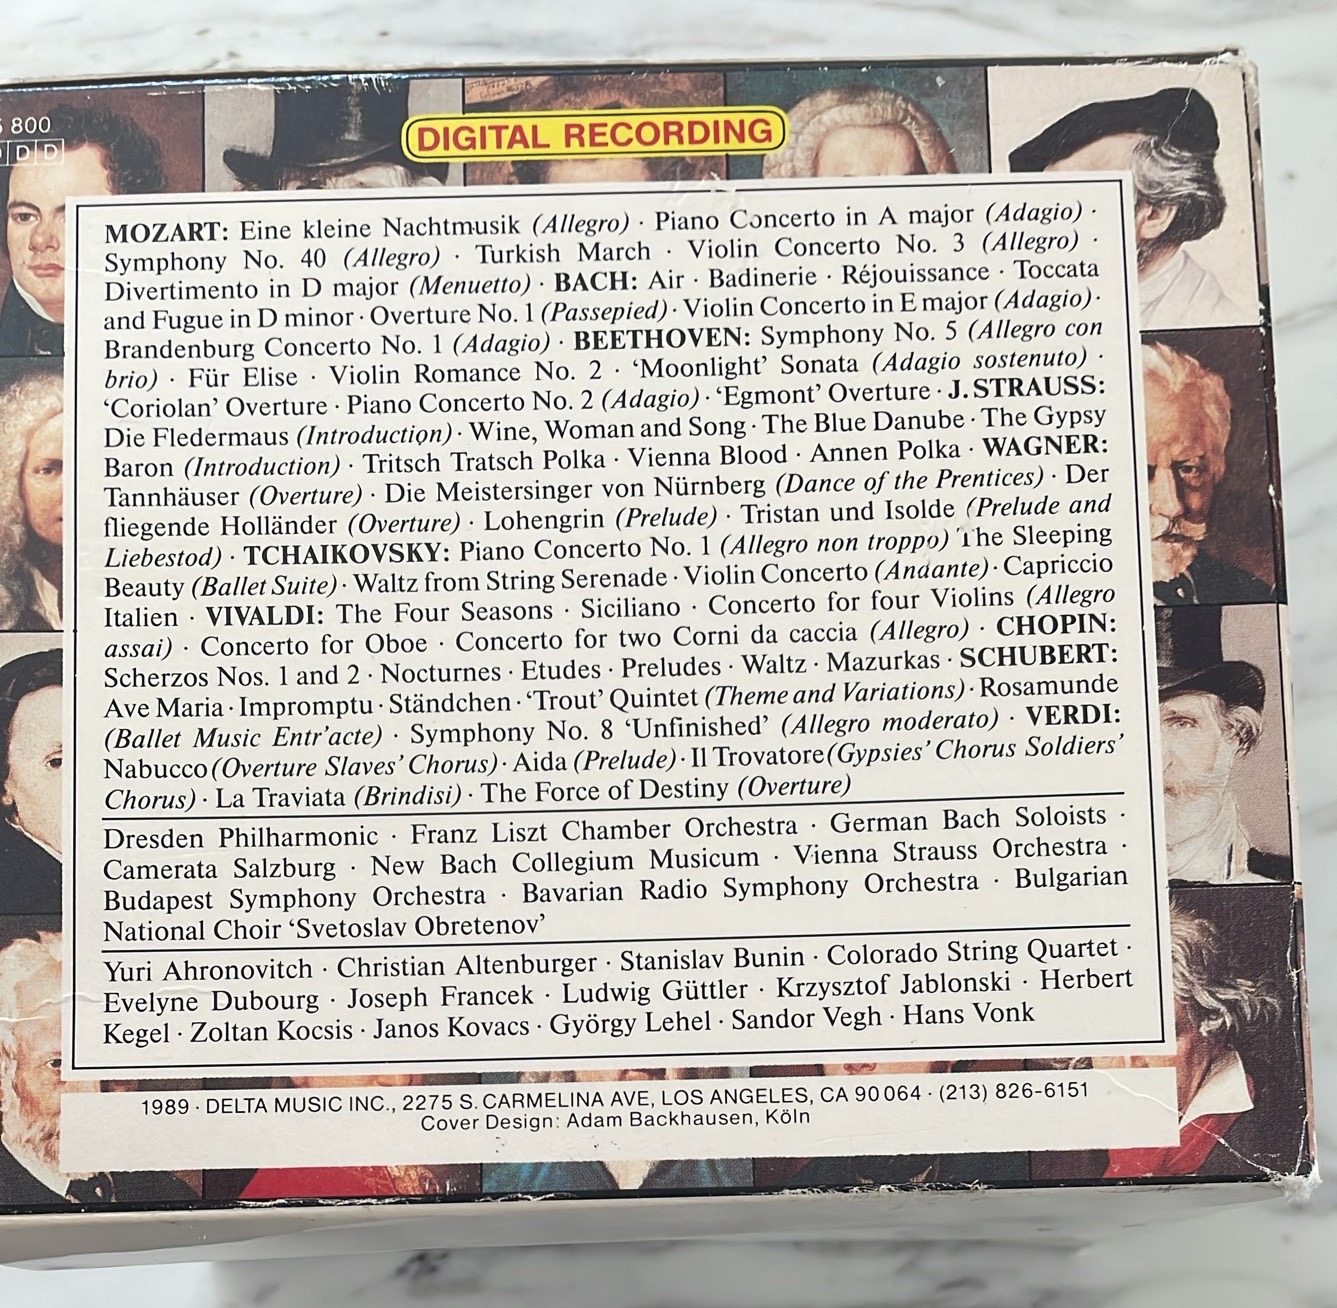 5 800
DIGITAL RECORDING
D D
MOZART: Eine kleine Nachtmusik (Allegro) · Piano Concerto in A major (Adagio) ·
Symphony No. 40 (Allegro) · Turkish March · Violin Concerto No. 3 (Allegro) ·
Divertimento in D major (Menuetto) · BACH: Air · Badinerie · Réjouissance · Toccata
and Fugue in D minor · Overture No. 1 (Passepied) · Violin Concerto in E major (Adagio)·
Brandenburg Concerto No. 1 (Adagio) · BEETHOVEN: Symphony No. 5 (Allegro con
brio) · Für Elise · Violin Romance No. 2 · ‘Moonlight’ Sonata (Adagio sostenuto) ·
‘Coriolan’ Overture · Piano Concerto No. 2 (Adagio) · ‘Egmont’ Overture · J. STRAUSS:
Die Fledermaus (Introduction) · Wine, Woman and Song · The Blue Danube · The Gypsy
Baron (Introduction) · Tritsch Tratsch Polka · Vienna Blood · Annen Polka · WAGNER:
Tannhäuser (Overture) · Die Meistersinger von Nürnberg (Dance of the Prentices) · Der
fliegende Holländer (Overture) · Lohengrin (Prelude) · Tristan und Isolde (Prelude and
Liebestod) · TCHAIKOVSKY: Piano Concerto No. 1 (Allegro non troppo) The Sleeping
Beauty (Ballet Suite) · Waltz from String Serenade · Violin Concerto (Andante) · Capriccio
Italien · VIVALDI: The Four Seasons · Siciliano · Concerto for four Violins (Allegro
assai) · Concerto for Oboe · Concerto for two Corni da caccia (Allegro) · CHOPIN:
Scherzos Nos. 1 and 2 · Nocturnes · Etudes · Preludes · Waltz · Mazurkas · SCHUBERT:
Ave Maria · Impromptu · Ständchen · ‘Trout’ Quintet (Theme and Variations) · Rosamunde
(Ballet Music Entr’acte) · Symphony No. 8 ‘Unfinished’ (Allegro moderato) · VERDI:
Nabucco (Overture Slaves’ Chorus) · Aida (Prelude) · Il Trovatore (Gypsies’ Chorus Soldiers’
Chorus) · La Traviata (Brindisi) · The Force of Destiny (Overture)
Dresden Philharmonic · Franz Liszt Chamber Orchestra · German Bach Soloists ·
Camerata Salzburg · New Bach Collegium Musicum · Vienna Strauss Orchestra ·
Budapest Symphony Orchestra · Bavarian Radio Symphony Orchestra · Bulgarian
National Choir ‘Svetoslav Obretenov’
Yuri Ahronovitch · Christian Altenburger · Stanislav Bunin · Colorado String Quartet ·
Evelyne Dubourg · Joseph Francek · Ludwig Güttler · Krzysztof Jablonski · Herbert
Kegel · Zoltan Kocsis · Janos Kovacs · György Lehel · Sandor Vegh · Hans Vonk
1989 · DELTA MUSIC INC., 2275 S. CARMELINA AVE, LOS ANGELES, CA 90 064 · (213) 826-6151
Cover Design: Adam Backhausen, Köln